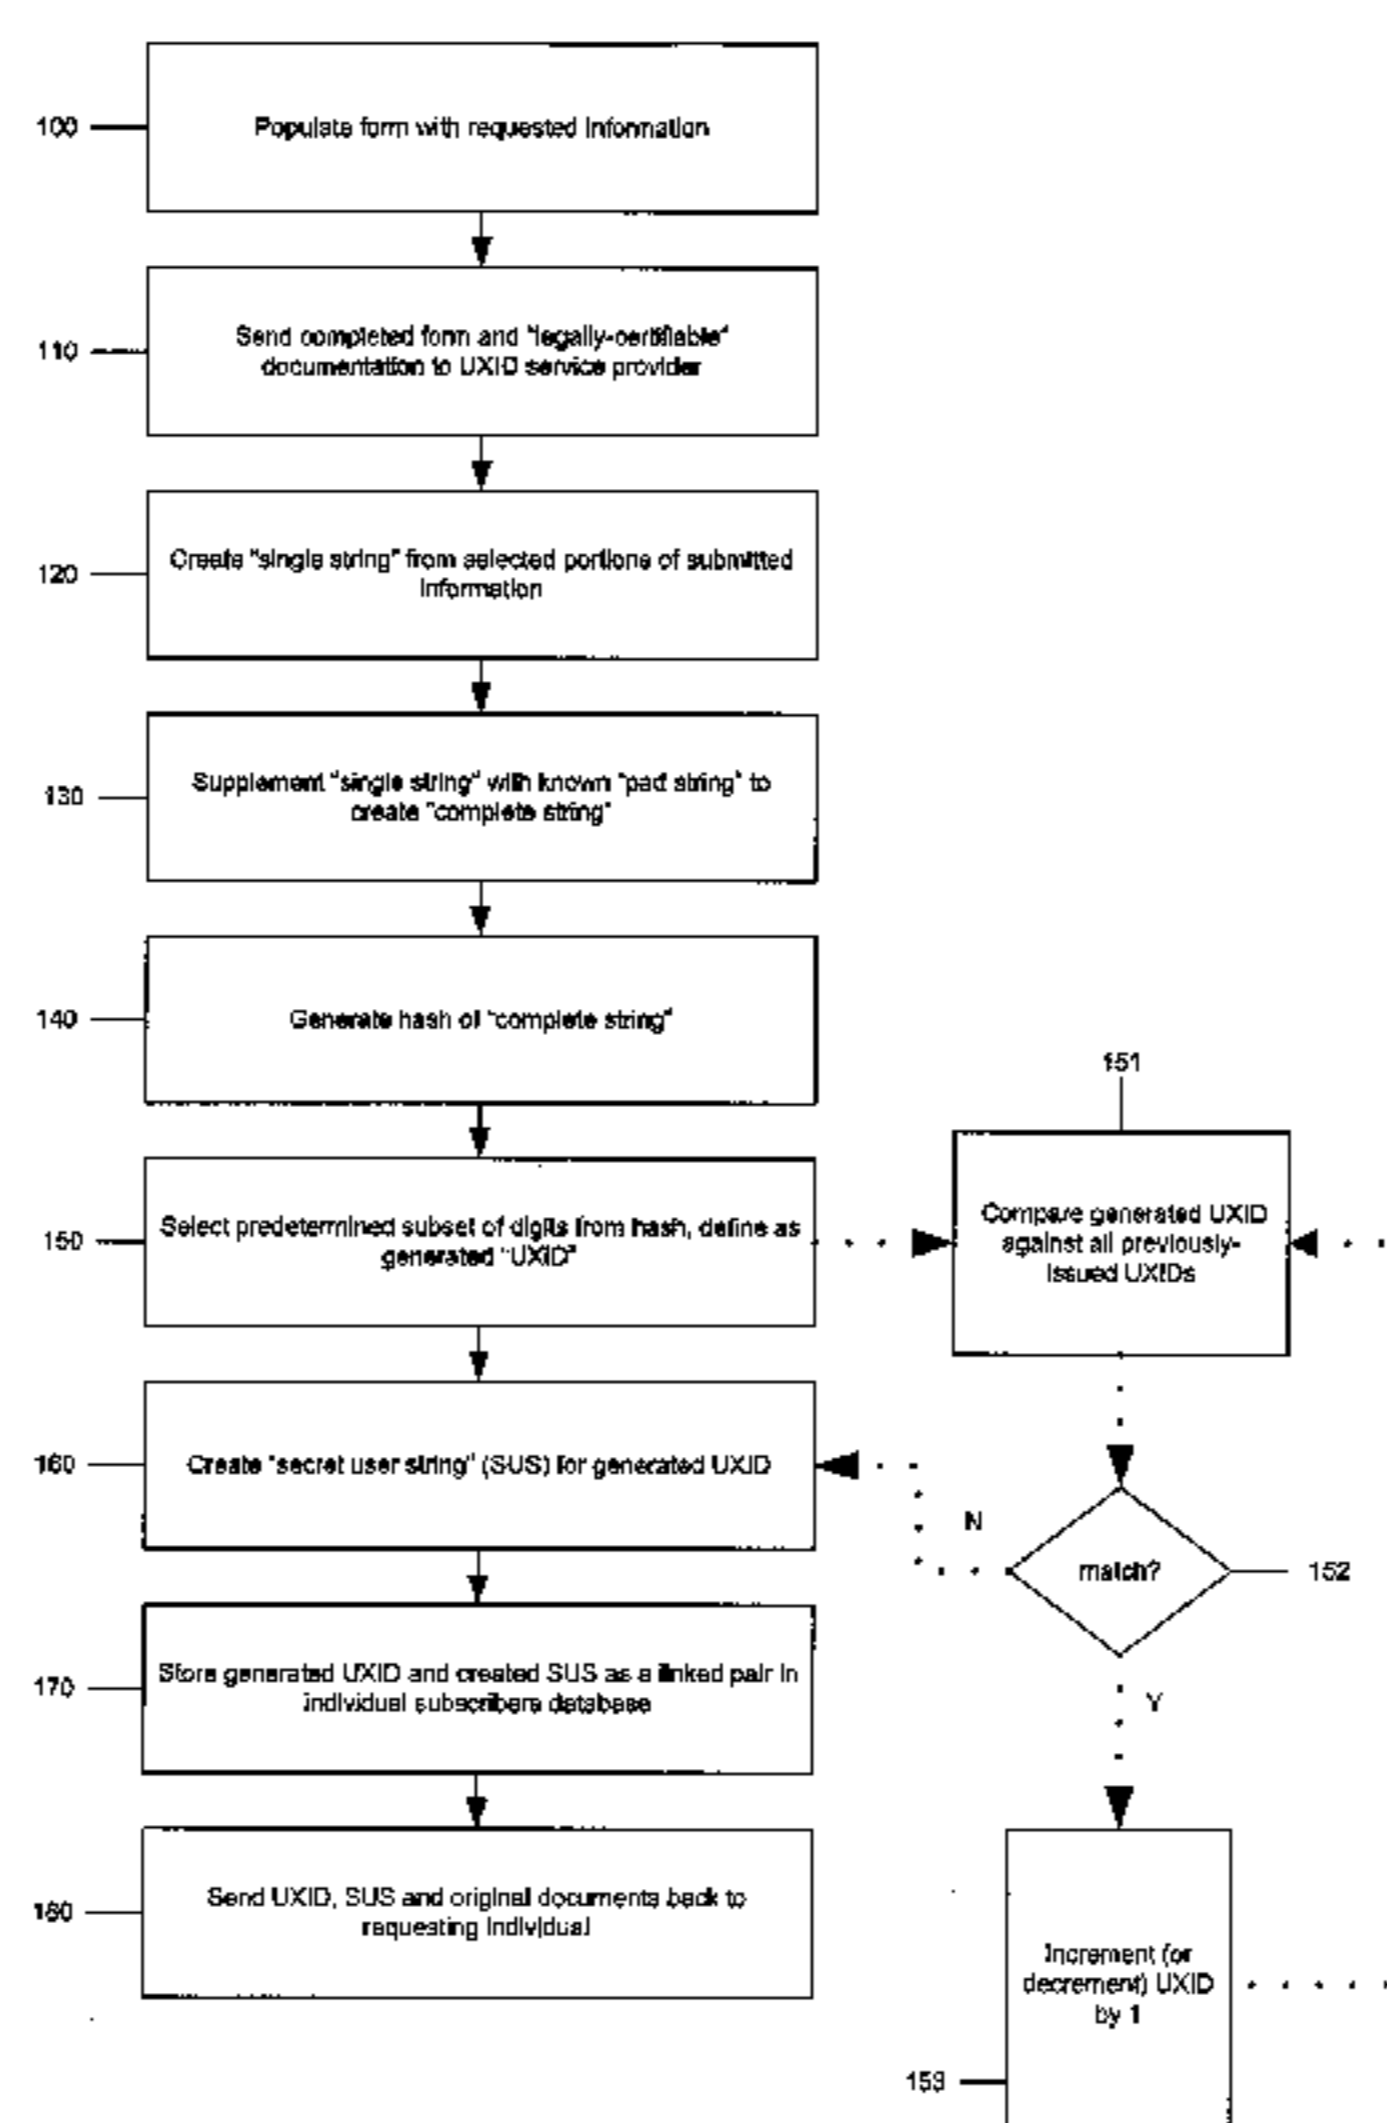 100
Populate form with requested information
110
Send completed form and "legally-certifiable"
documentation to UXID service provider
120
Create "single string" from selected portions of submitted
information
130
Supplement "single string" with known "pad string" to
create "complete string"
140
Generate hash of "complete string"
151
150
Select predetermined subset of digits from hash, define as
generated "UXID"
Compare generated UXID
against all previously-
issued UXIDs
160
Create "secret user string" (SUS) for generated UXID
N
match?
152
170
Store generated UXID and created SUS as a linked pair in
individual subscribers database
Y
180
Send UXID, SUS and original documents back to
requesting individual
Increment (or
decrement) UXID
by 1
153